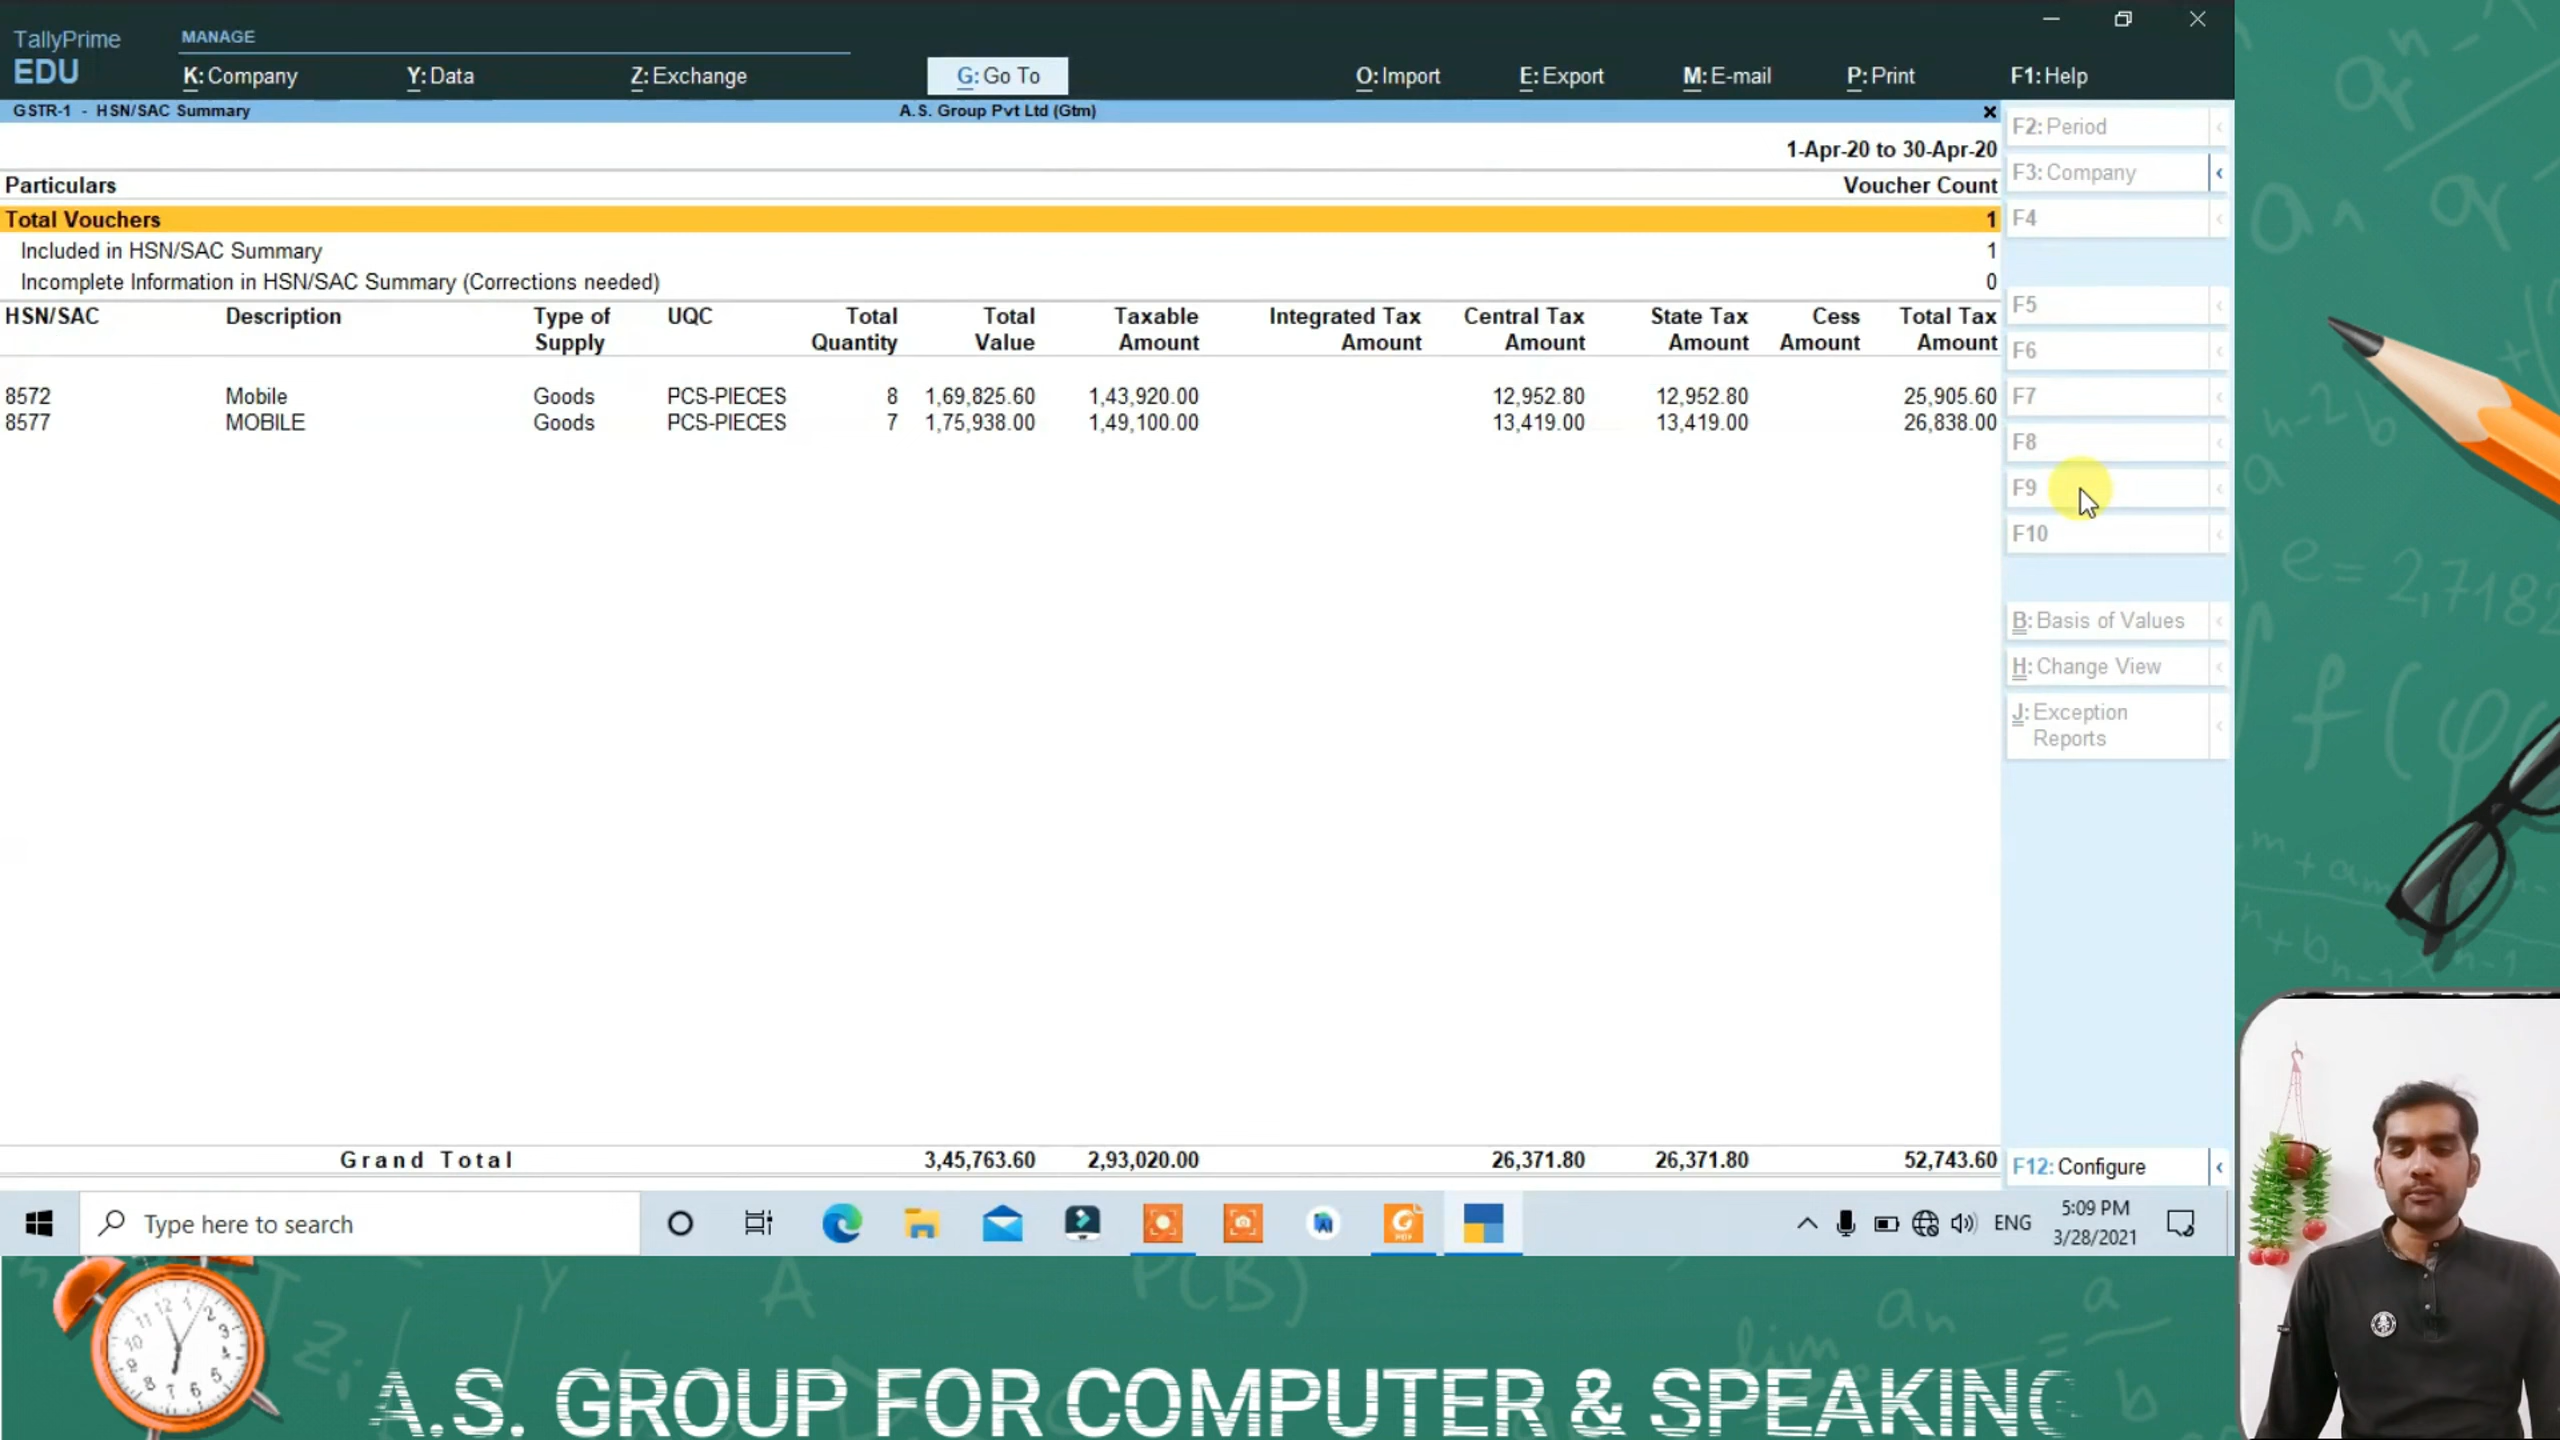 TallyPrime
EDU
MANAGE
K: Company
Y: Data
Z: Exchange
G: Go To
O: Import
E: Export
M: E-mail
P: Print
F1: Help
GSTR-1 - HSN/SAC Summary
A.S. Group Pvt Ltd (Gtm)
1-Apr-20 to 30-Apr-20
Particulars Voucher Count
Total Vouchers 1
Included in HSN/SAC Summary 1
Incomplete Information in HSN/SAC Summary (Corrections needed) 0
HSN/SAC Description Type of UQC Total Total Taxable Integrated Tax Central Tax State Tax Cess Total Tax
Supply Quantity Value Amount Amount Amount Amount Amount Amount
8572 Mobile Goods PCS-PIECES 8 1,69,825.60 1,43,920.00 12,952.80 12,952.80 25,905.60
8577 MOBILE Goods PCS-PIECES 7 1,75,938.00 1,49,100.00 13,419.00 13,419.00 26,838.00
Grand Total 3,45,763.60 2,93,020.00 26,371.80 26,371.80 52,743.60
F2: Period
F3: Company
F4
F5
F6
F7
F8
F9
F10
B: Basis of Values
H: Change View
J: Exception
Reports
F12: Configure
Type here to search
ENG
5:09 PM
3/28/2021
e = 2,7182
P(B)
A.S. GROUP FOR COMPUTER & SPEAKING